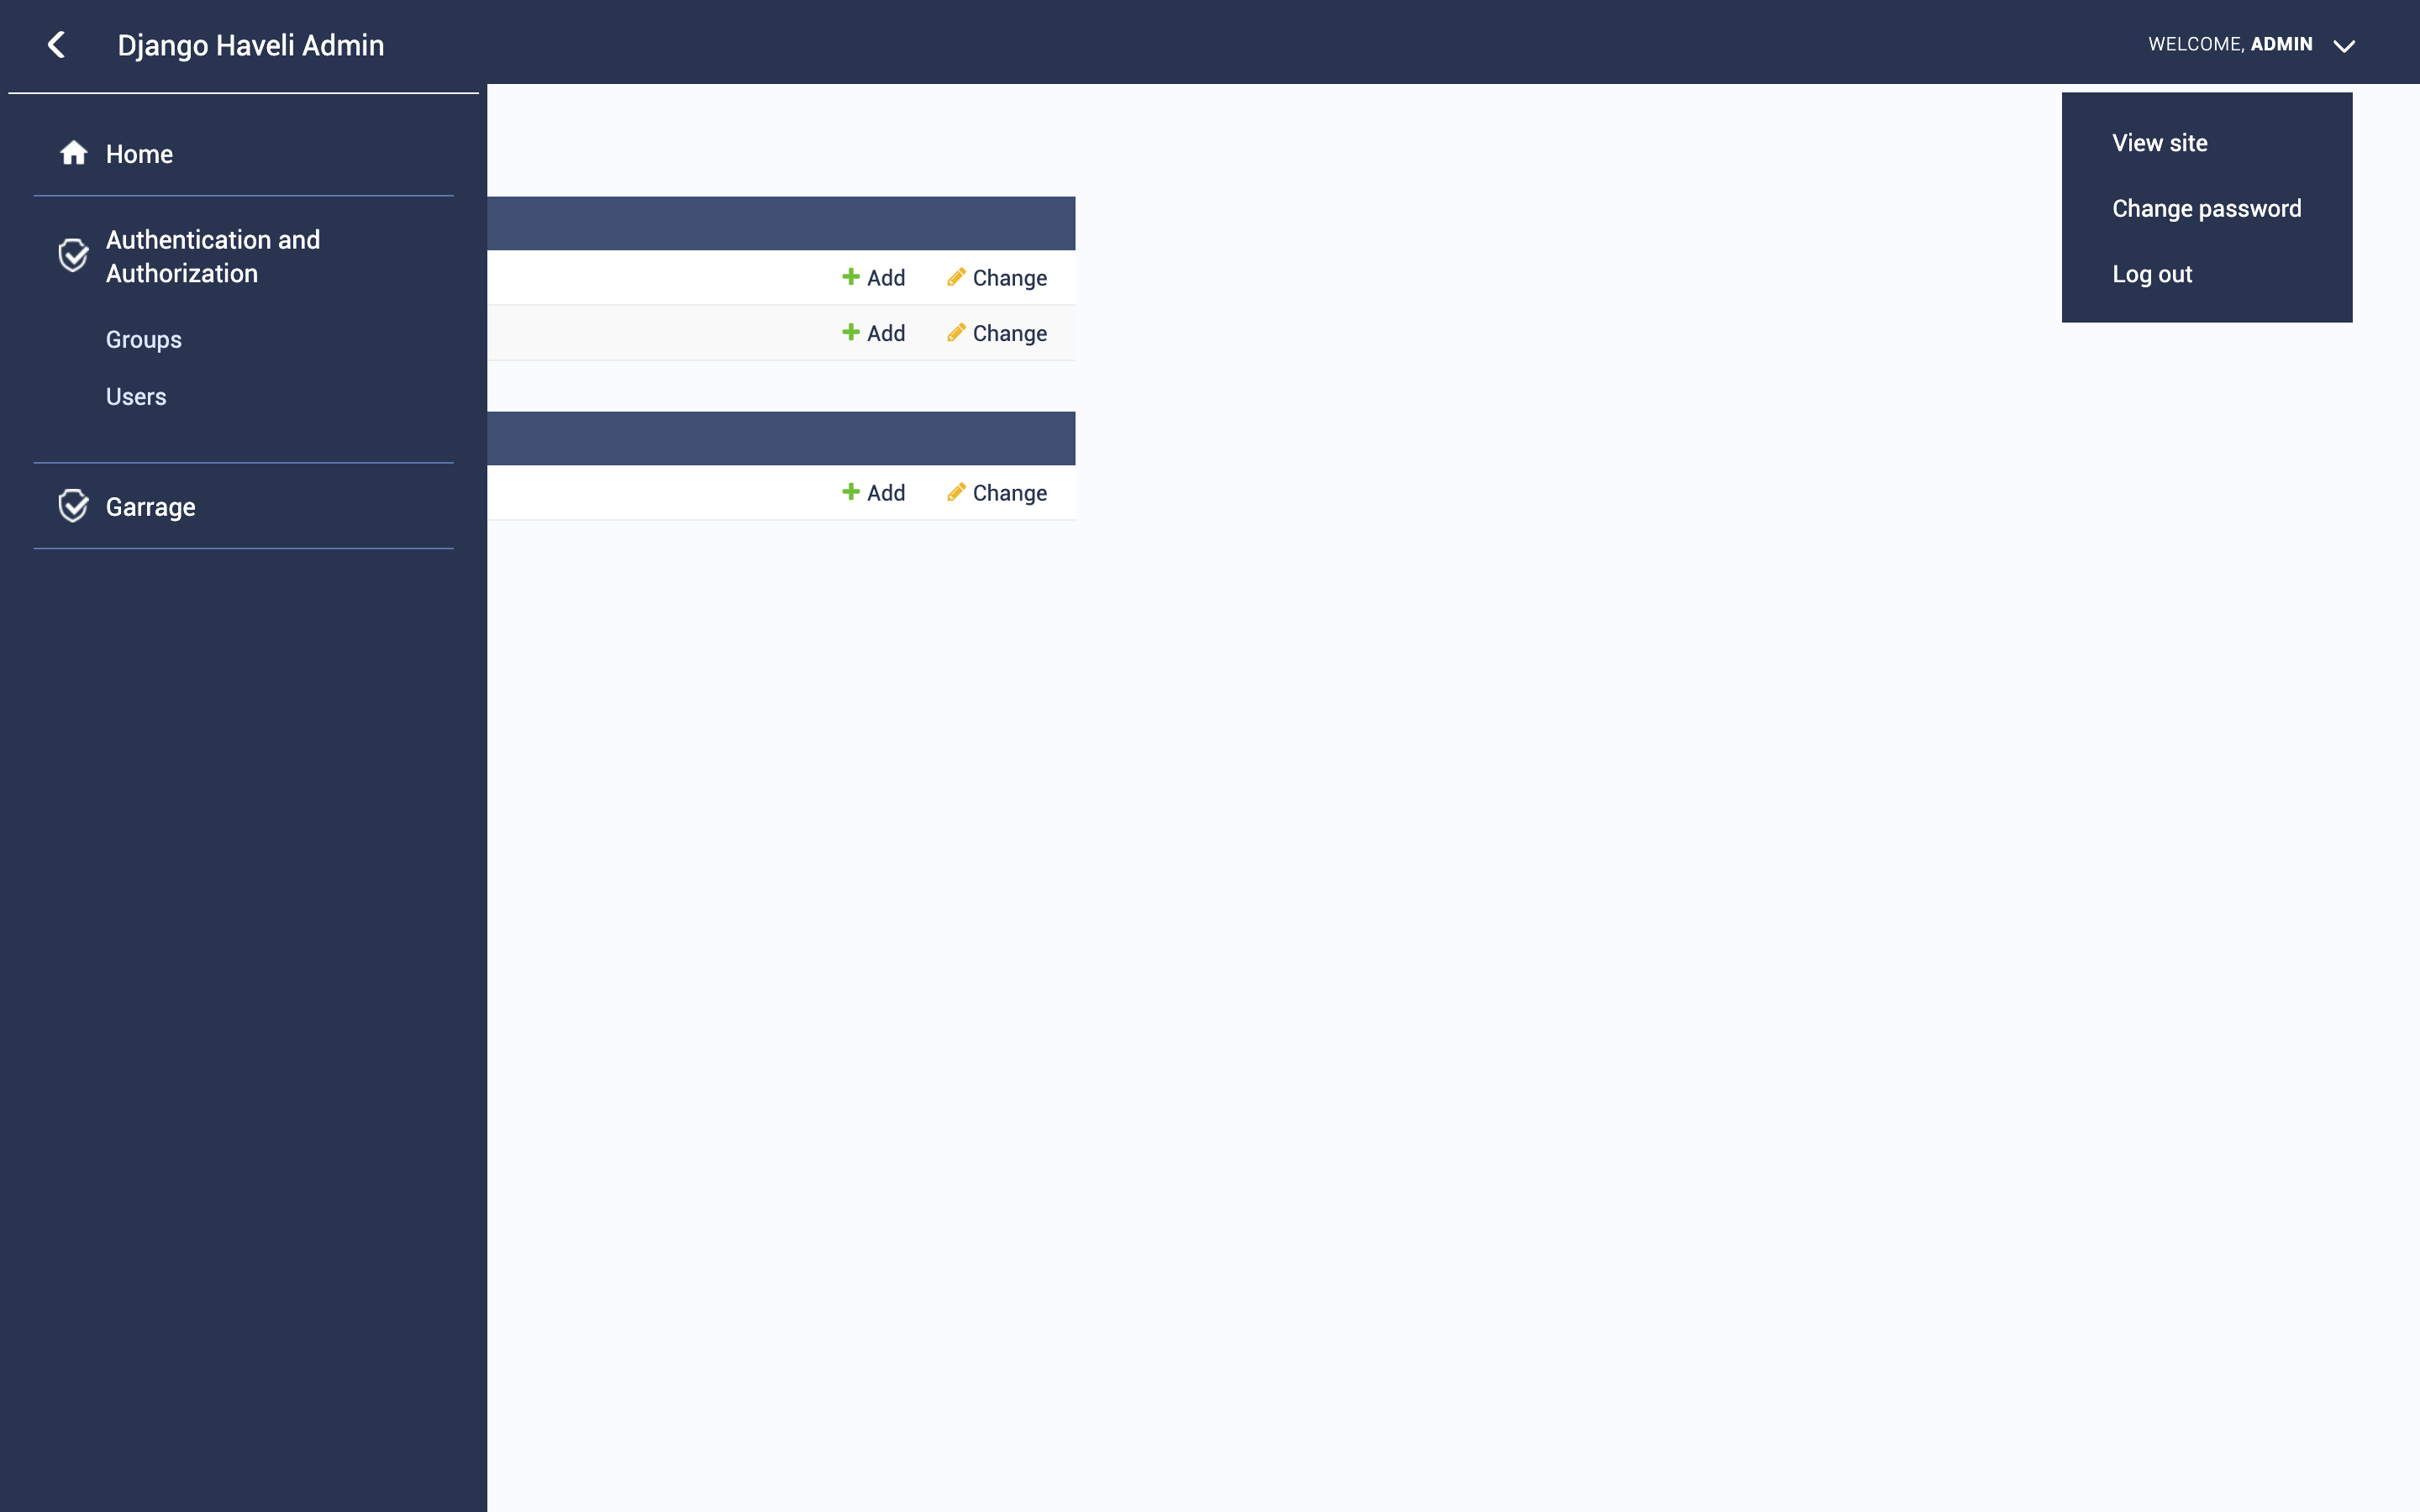 Django Haveli Admin
WELCOME, ADMIN
Home
Authentication and
Authorization
Groups
Users
Garrage
Add Change
Add Change
Add Change
View site
Change password
Log out